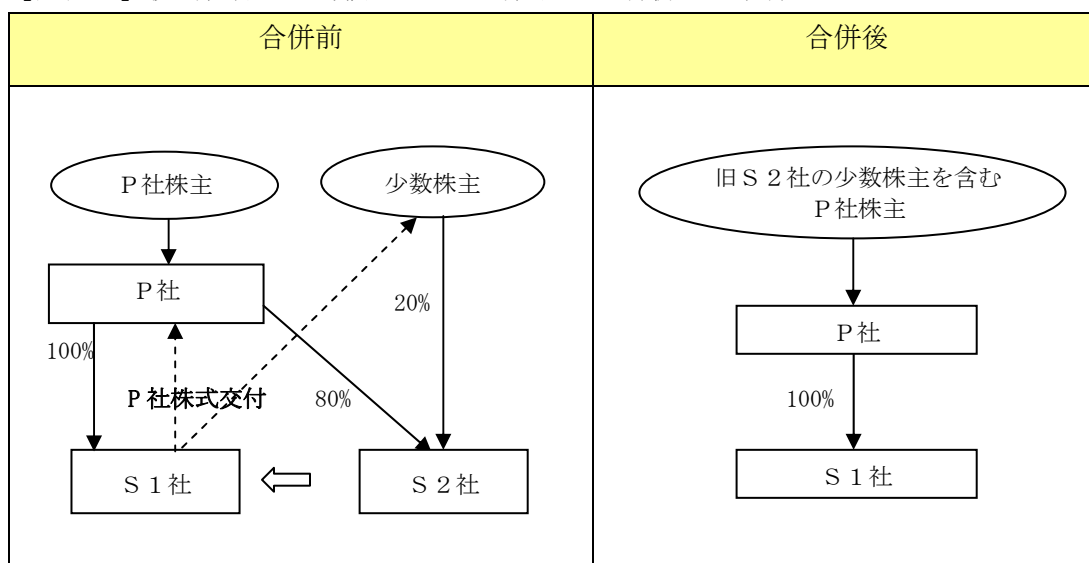 合併前
合併後
P社株主
少数株主
P社
20%
100%
P社株式交付
80%
S1社
S2社
旧S2社の少数株主を含む
P社株主
P社
100%
S1社